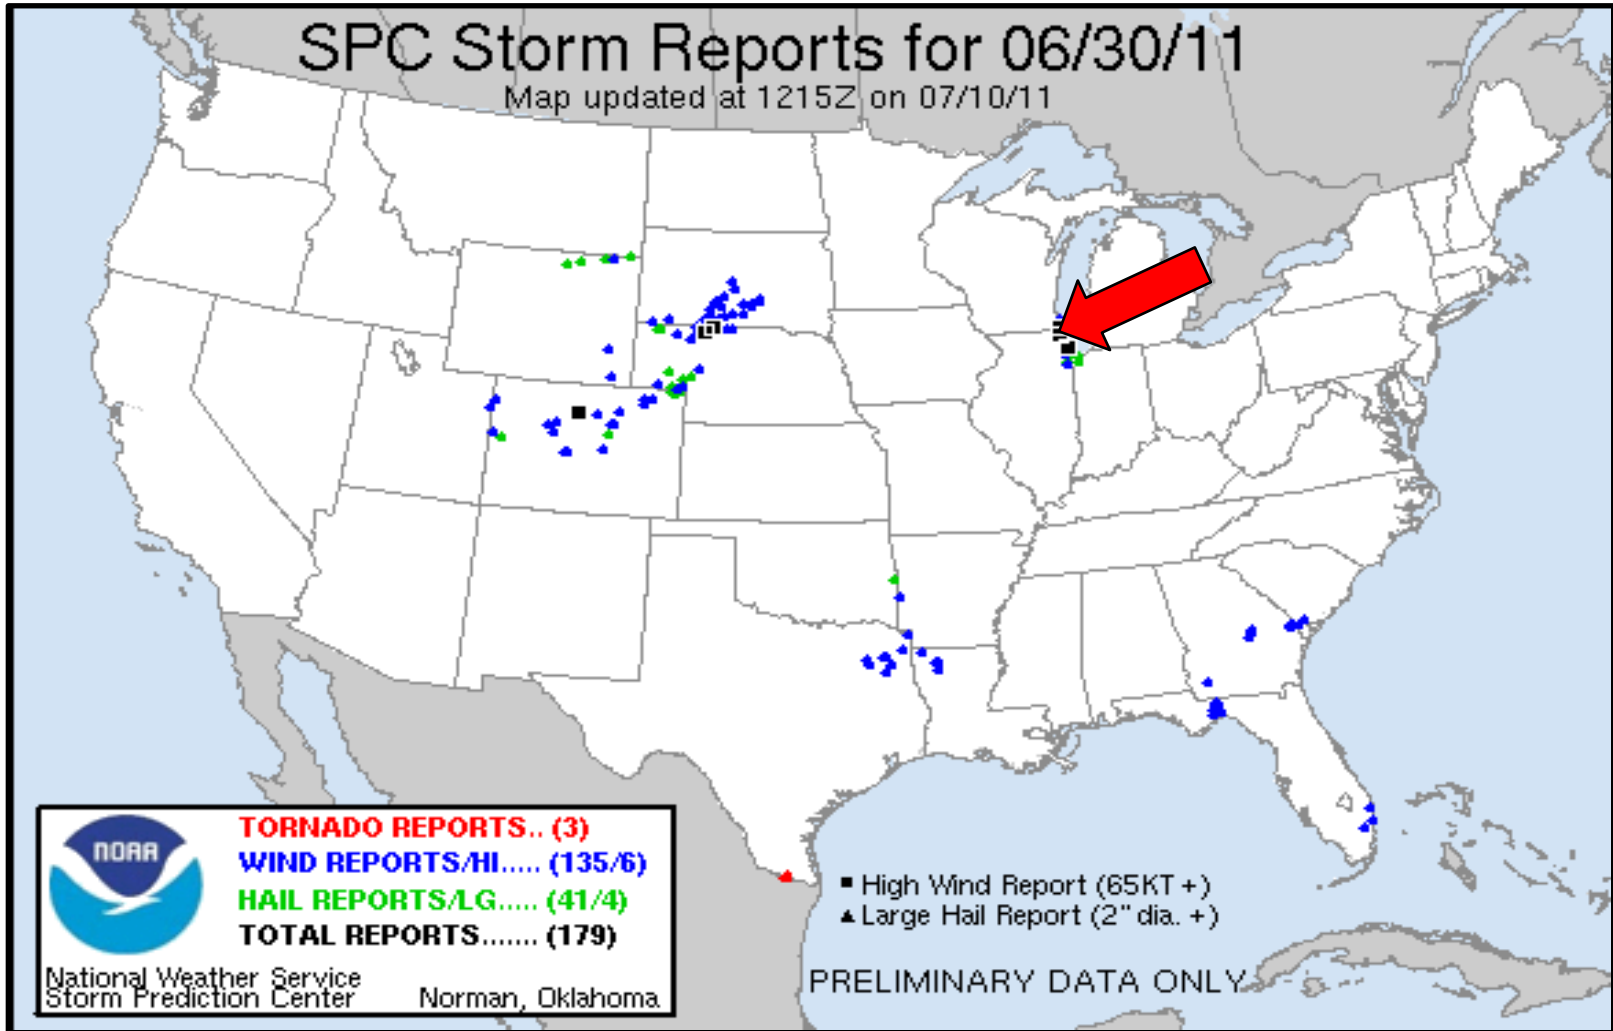 SPC Storm Reports for 06/30/11
Map updated at 1215Z on 07/10/11
NOAA
TORNADO REPORTS.. (3)
WIND REPORTS/HI..... (135/6)
HAIL REPORTS/LG..... (41/4)
TOTAL REPORTS....... (179)
National Weather Service
Storm Prediction Center Norman, Oklahoma
High Wind Report (65KT +)
Large Hail Report (2" dia. +)
PRELIMINARY DATA ONLY